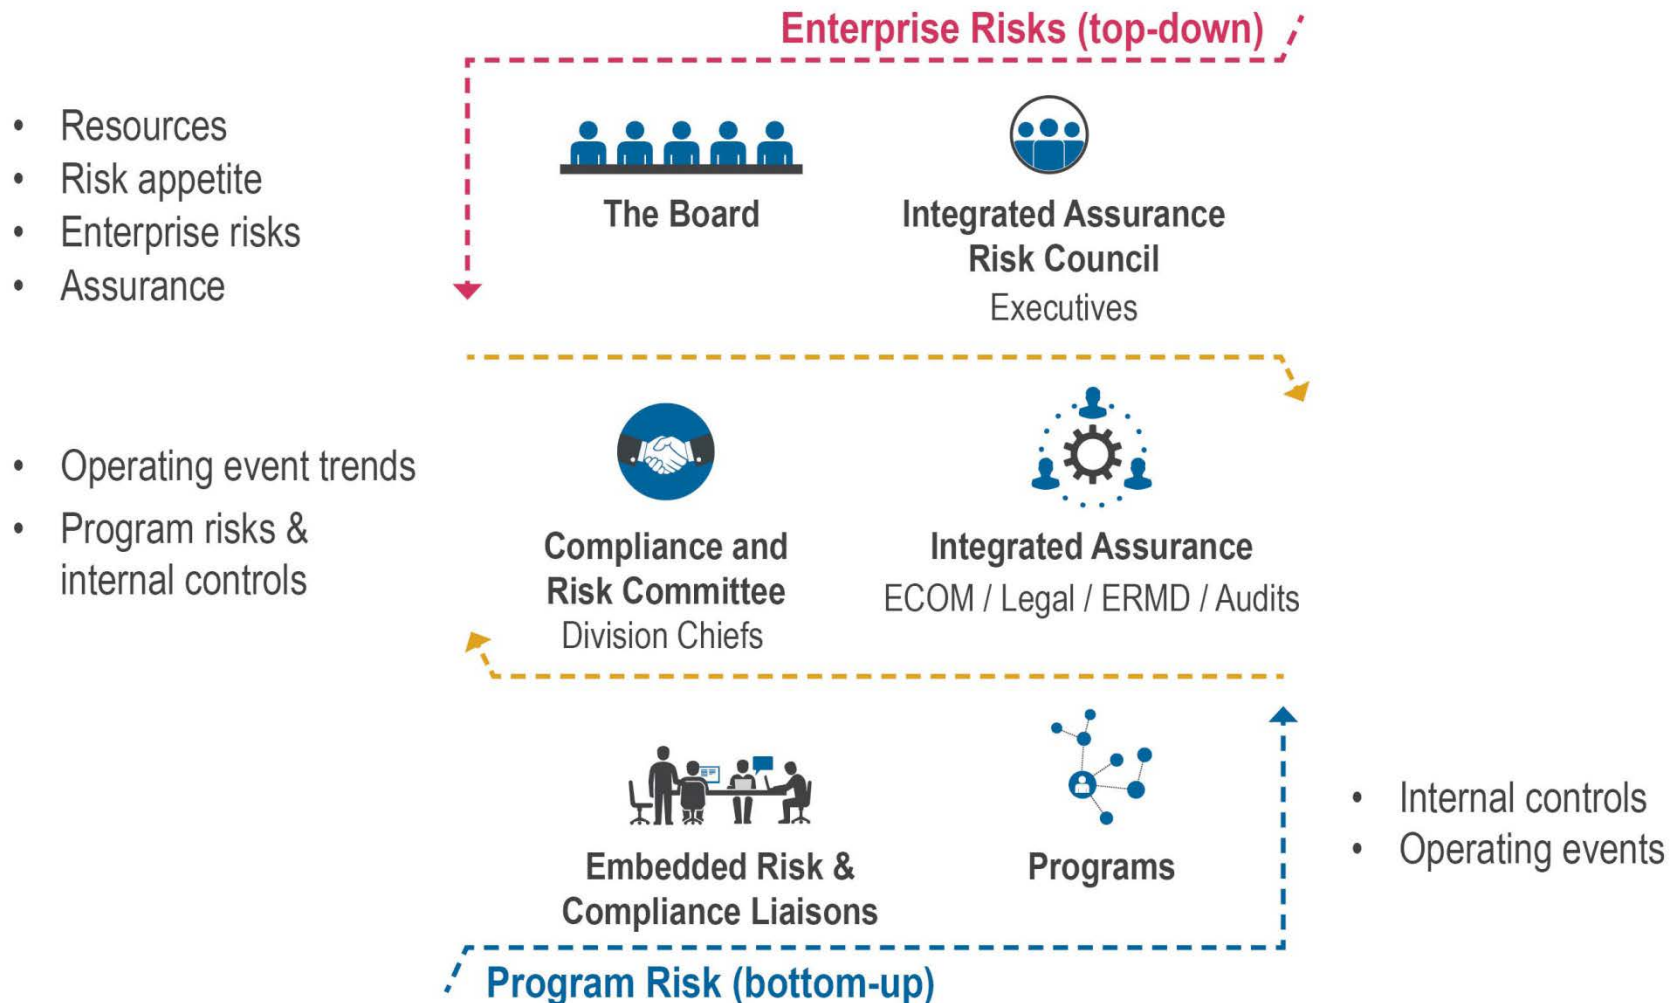 Enterprise Risks (top-down)
• Resources
• Risk appetite
• Enterprise risks
• Assurance
The Board
Integrated Assurance
Risk Council
Executives
• Operating event trends
• Program risks &
internal controls
Compliance and
Risk Committee
Division Chiefs
Integrated Assurance
ECOM / Legal / ERMD / Audits
Embedded Risk &
Compliance Liaisons
Programs
• Internal controls
• Operating events
Program Risk (bottom-up)